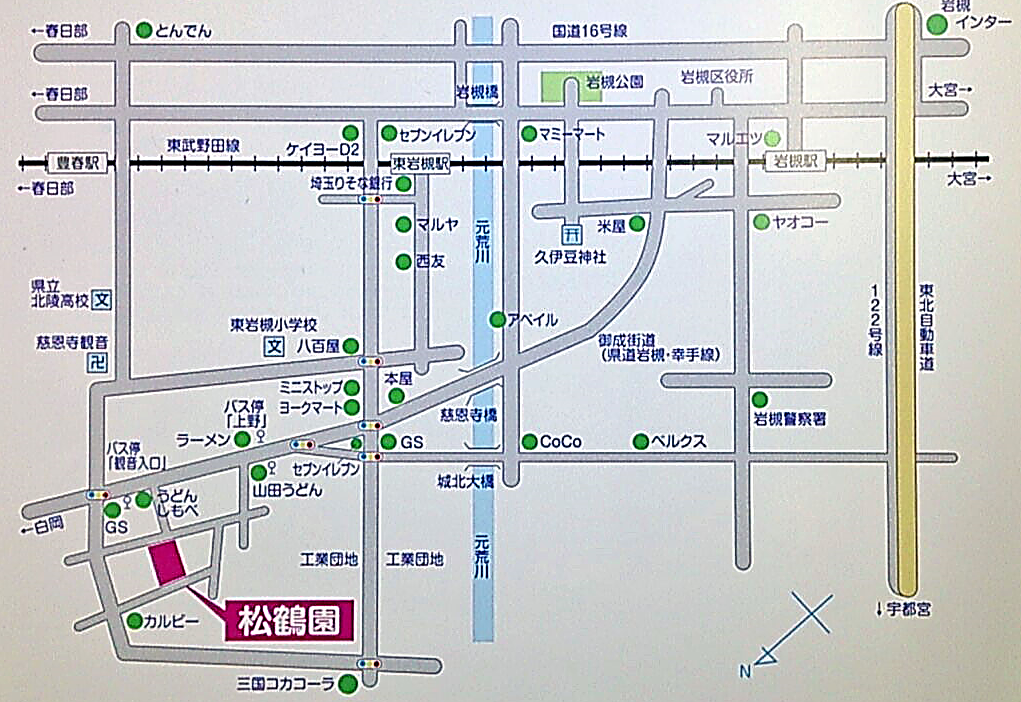 岩槻
インター
←春日部
とんでん
国道16号線
←春日部
岩槻橋
岩槻公園
岩槻区役所
大宮→
ケイヨーD2
セブンイレブン
マミーマート
マルエツ
東武野田線
豊春駅
東岩槻駅
岩槻駅
←春日部
大宮→
埼玉りそな銀行
マルヤ
西友
元荒川
久伊豆神社
米屋
ヤオコー
県立
北陵高校
文
慈恩寺観音
卍
東岩槻小学校
文
八百屋
アベイル
御成街道
(県道岩槻・幸手線)
122号線
東北自動車道
ミニストップ
ヨークマート
本屋
慈恩寺橋
岩槻警察署
バス停
「上野」
ラーメン
バス停
「観音入口」
セブンイレブン
GS
CoCo
ベルクス
山田うどん
城北大橋
うどん
しもべ
GS
←白岡
工業団地
工業団地
元荒川
松鶴園
カルビー
三国コカコーラ
↓宇都宮
N